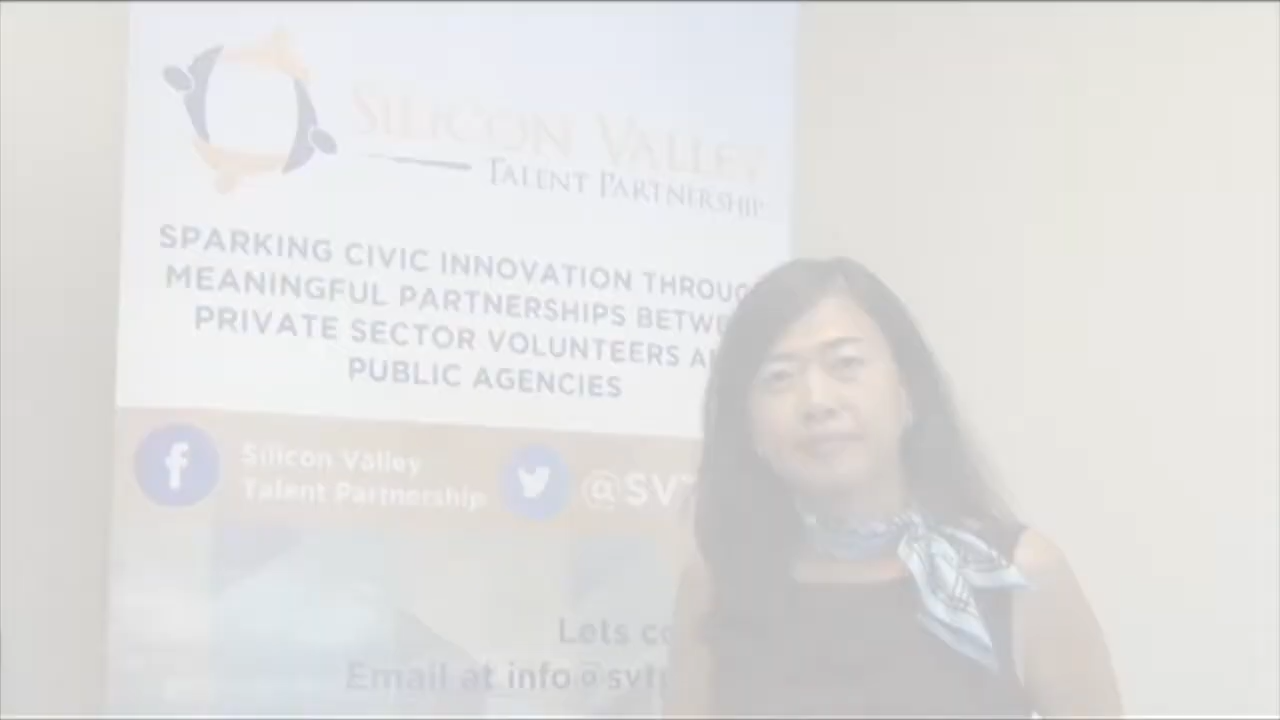 SILICON VALLEY
TALENT PARTNERSHIP
SPARKING CIVIC INNOVATION THROUG
MEANINGFUL PARTNERSHIPS BETWE
PRIVATE SECTOR VOLUNTEERS A
PUBLIC AGENCIES
Silicon Valley
Talent Partnership
@SVT
Lets co
Email at info@svt